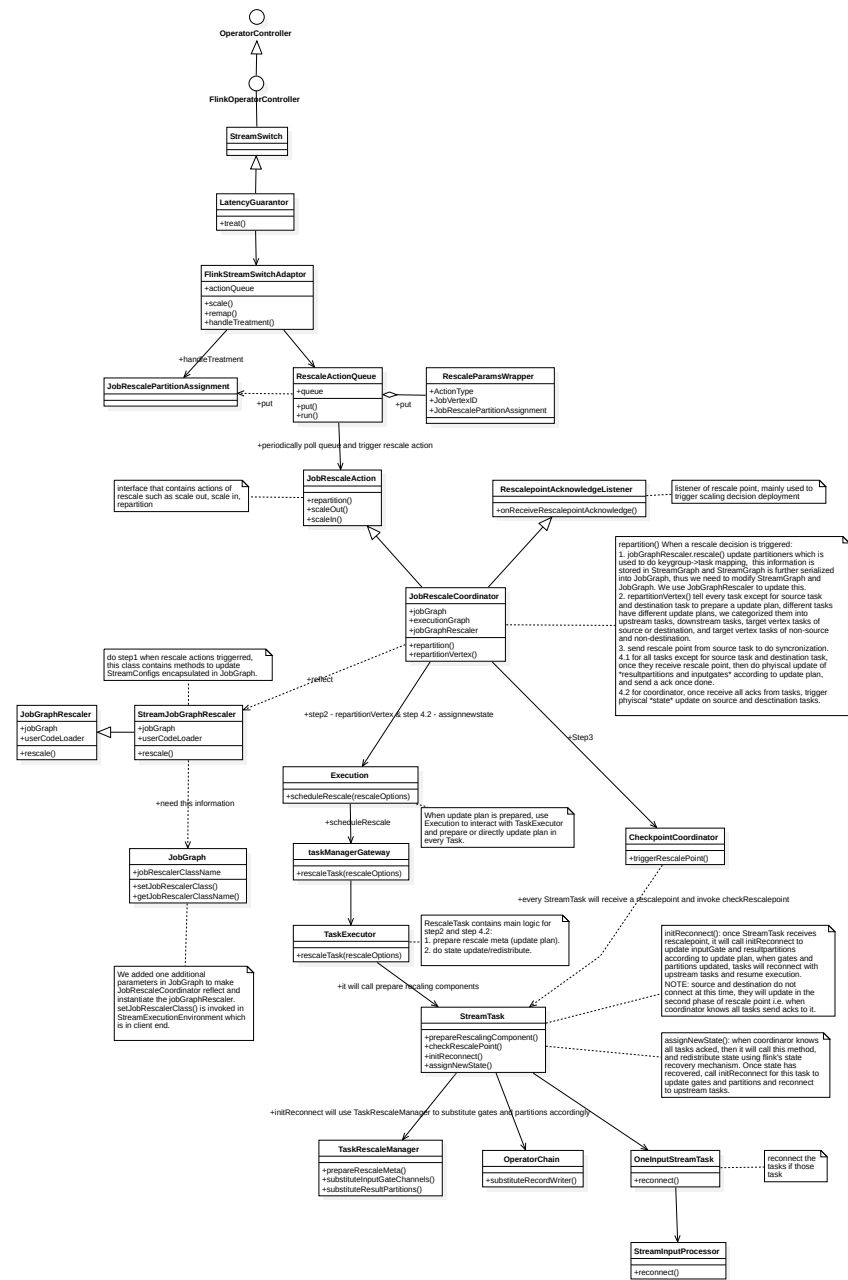 OperatorController
FlinkOperatorController
StreamSwitch
LatencyGuarantor
+treat()
FlinkStreamSwitchAdaptor
+actionQueue
+scale()
+remap()
+handleTreatment()
+handleTreatment
JobRescalePartitionAssignment
+put
RescaleActionQueue
+queue
+put()
+run()
+put
RescaleParamsWrapper
+ActionType
+JobVertexID
+JobRescalePartitionAssignment
+periodically poll queue and trigger rescale action
interface that contains actions of
rescale such as scale out, scale in,
repartition
JobRescaleAction
+repartition()
+scaleOut()
+scaleIn()
RescalepointAcknowledgeListener
+onReceiveRescalepointAcknowledge()
listener of rescale point, mainly used to
trigger scaling decision deployment
JobRescaleCoordinator
+jobGraph
+executionGraph
+jobGraphRescaler
+repartition()
+repartitionVertex()
repartition() When a rescale decision is triggered:
1. jobGraphRescaler.rescale() update partitioners which is
used to do keygroup->task mapping, this information is
stored in StreamGraph and StreamGraph is further serialized
into JobGraph, thus we need to modify StreamGraph and
JobGraph. We use JobGraphRescaler to update this.
2. repartitionVertex() tell every task except for source task
and destination task to prepare a update plan, different tasks
have different update plans, we categorized them into
upstream tasks, downstream tasks, target vertex tasks of
source or destination, and target vertex tasks of non-source
and non-destination.
3. send rescale point from source task to do syncronization.
4.1 for all tasks except for source task and destination task,
once they receive rescale point, then do phyiscal update of
*resultpartitions and inputgates* according to update plan,
and send a ack once done.
4.2 for coordinator, once receive all acks from tasks, trigger
phyiscal *state* update on source and desctination tasks.
do step1 when rescale actions triggerred,
this class contains methods to update
StreamConfigs encapsulated in JobGraph.
+reflect
JobGraphRescaler
+jobGraph
+userCodeLoader
+rescale()
StreamJobGraphRescaler
+jobGraph
+userCodeLoader
+rescale()
+step2 - repartitionVertex & step 4.2 - assignnewstate
+Step3
Execution
+scheduleRescale(rescaleOptions)
+need this information
+scheduleRescale
When update plan is prepared, use
Execution to interact with TaskExecutor
and prepare or directly update plan in
every Task.
CheckpointCoordinator
+triggerRescalePoint()
JobGraph
+jobRescalerClassName
+setJobRescalerClass()
+getJobRescalerClassName()
taskManagerGateway
+rescaleTask(rescaleOptions)
+every StreamTask will receive a rescalepoint and invoke checkRescalepoint
TaskExecutor
+rescaleTask(rescaleOptions)
RescaleTask contains main logic for
step2 and step 4.2:
1. prepare rescale meta (update plan).
2. do state update/redistribute.
initReconnect(): once StreamTask receives
rescalepoint, it will call initReconnect to
update inputGate and resultpartitions
according to update plan, when gates and
partitions updated, tasks will reconnect with
upstream tasks and resume execution.
NOTE: source and destination do not
connect at this time, they will update in the
second phase of rescale point i.e. when
coordinator knows all tasks send acks to it.
We added one additional
parameters in JobGraph to make
JobRescaleCoordinator reflect and
instantiate the jobGraphRescaler.
setJobRescalerClass() is invoked in
StreamExecutionEnvironment which
is in client end.
+it will call prepare recaling components
StreamTask
+prepareRescalingComponent()
+checkRescalePoint()
+initReconnect()
+assignNewState()
assignNewState(): when coordinaror knows
all tasks acked, then it will call this method,
and redistribute state using flink's state
recovery mechanism. Once state has
recovered, call initReconnect for this task to
update gates and partitions and reconnect
to upstream tasks.
+initReconnect will use TaskRescaleManager to substitute gates and partitions accordingly
TaskRescaleManager
+prepareRescaleMeta()
+substituteInputGateChannels()
+substituteResultPartitions()
OperatorChain
+substituteRecordWriter()
OneInputStreamTask
+reconnect()
reconnect the
tasks if those
task
StreamInputProcessor
+reconnect()